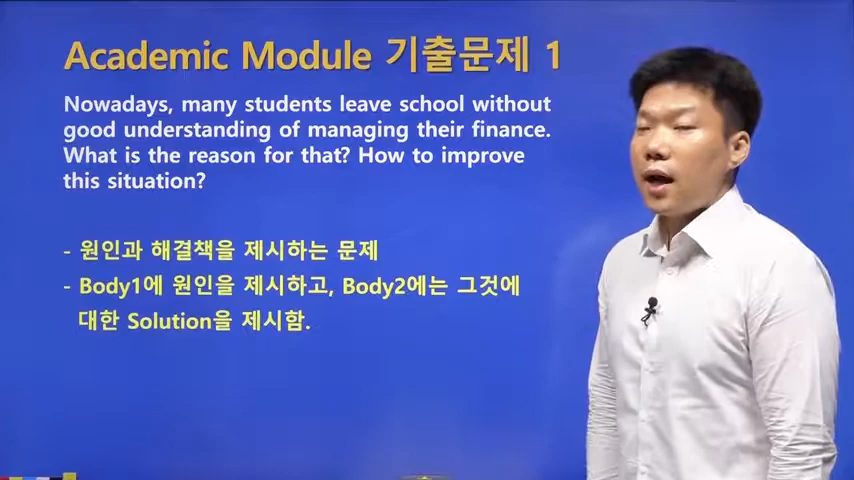 Academic Module 기출문제 1
Nowadays, many students leave school without
good understanding of managing their finance.
What is the reason for that? How to improve
this situation?
- 원인과 해결책을 제시하는 문제
- Body1에 원인을 제시하고, Body2에는 그것에
대한 Solution을 제시함.